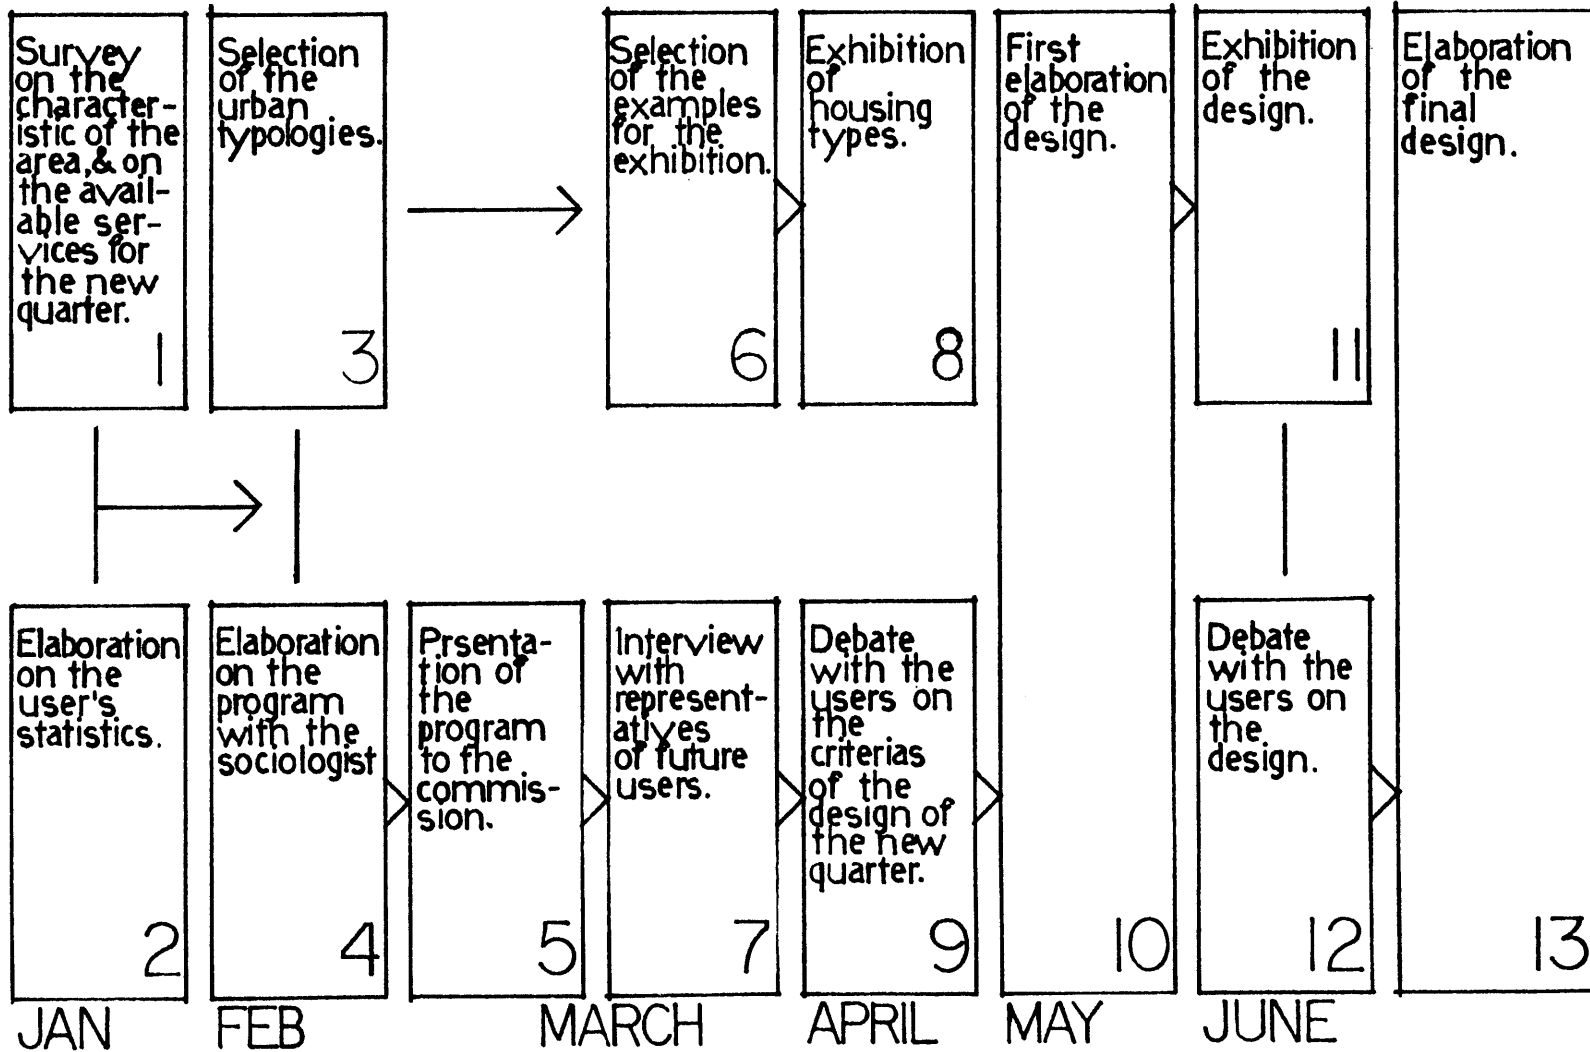 Survey
on the
character-
istic of the
area,& on
the avail-
able ser-
vices for
the new
quarter.
1
Selection
of the
urban
typologies.
3
Selection
of the
examples
for the
exhibition.
6
Exhibition
of
housing
types.
8
First
elaboration
of the
design.
10
Exhibition
of the
design.
11
Elaboration
of the
final
design.
13
Elaboration
on the
user's
statistics.
2
Elaboration
on the
program
with the
sociologist
4
Prsenta-
tion of
the
program
to the
commis-
sion.
5
Interview
with
represent-
atives
of future
users.
7
Debate
with the
users on
the
criterias
of the
design of
the new
quarter.
9
Debate
with the
users on
the
design.
12
JAN
FEB
MARCH
APRIL
MAY
JUNE